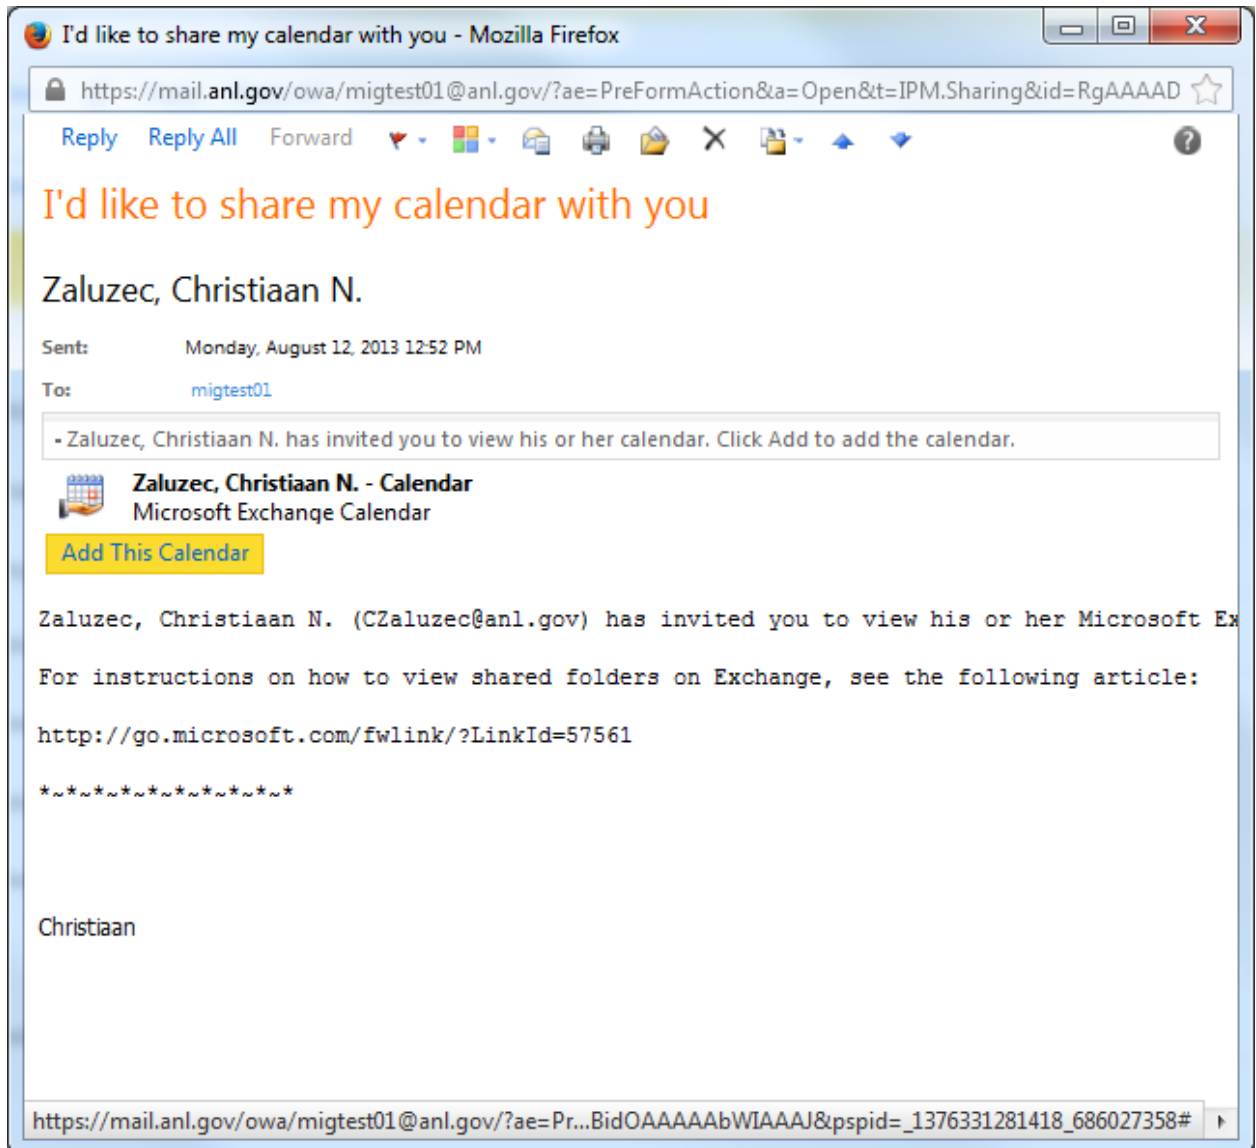 I'd like to share my calendar with you - Mozilla Firefox
https://mail.anl.gov/owa/migtest01@anl.gov/?ae=PreFormAction&a=Open&t=IPM.Sharing&id=RgAAAAD
Reply Reply All Forward
I'd like to share my calendar with you
Zaluzec, Christiaan N.
Sent: Monday, August 12, 2013 12:52 PM
To: migtest01
- Zaluzec, Christiaan N. has invited you to view his or her calendar. Click Add to add the calendar.
Zaluzec, Christiaan N. - Calendar
Microsoft Exchange Calendar
Add This Calendar
Zaluzec, Christiaan N. (CZaluzec@anl.gov) has invited you to view his or her Microsoft Ex
For instructions on how to view shared folders on Exchange, see the following article:
http://go.microsoft.com/fwlink/?LinkId=57561
*~*~*~*~*~*~*~*~*~*
Christiaan
https://mail.anl.gov/owa/migtest01@anl.gov/?ae=Pr...BidOAAAAAbWIAAAJ&pspid=_1376331281418_686027358#